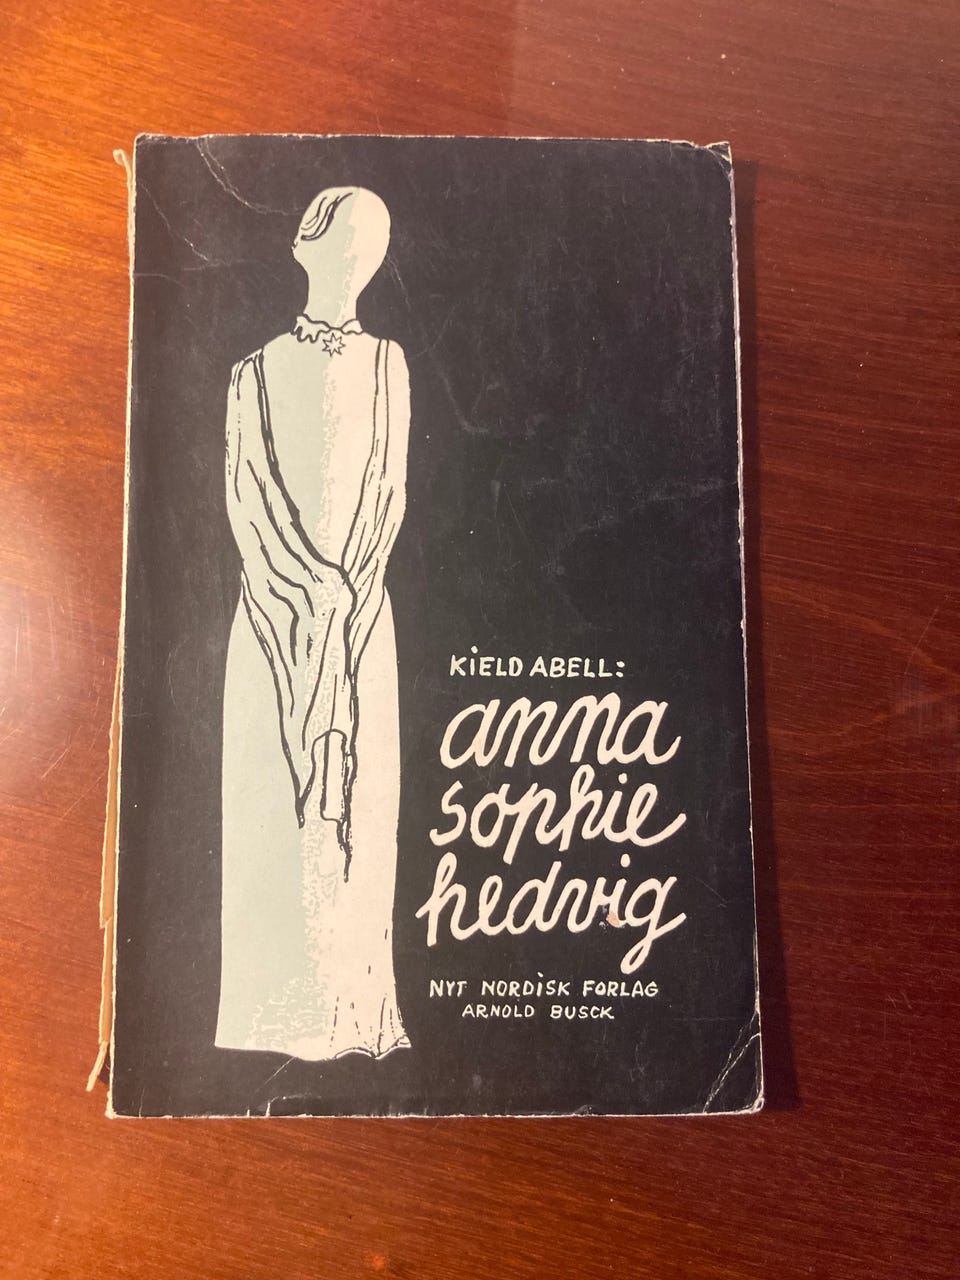 KiELD ABELL:
anna
sophie
hedvig
NYT NORDiSK FORLAG
ARNOLD BUSCK